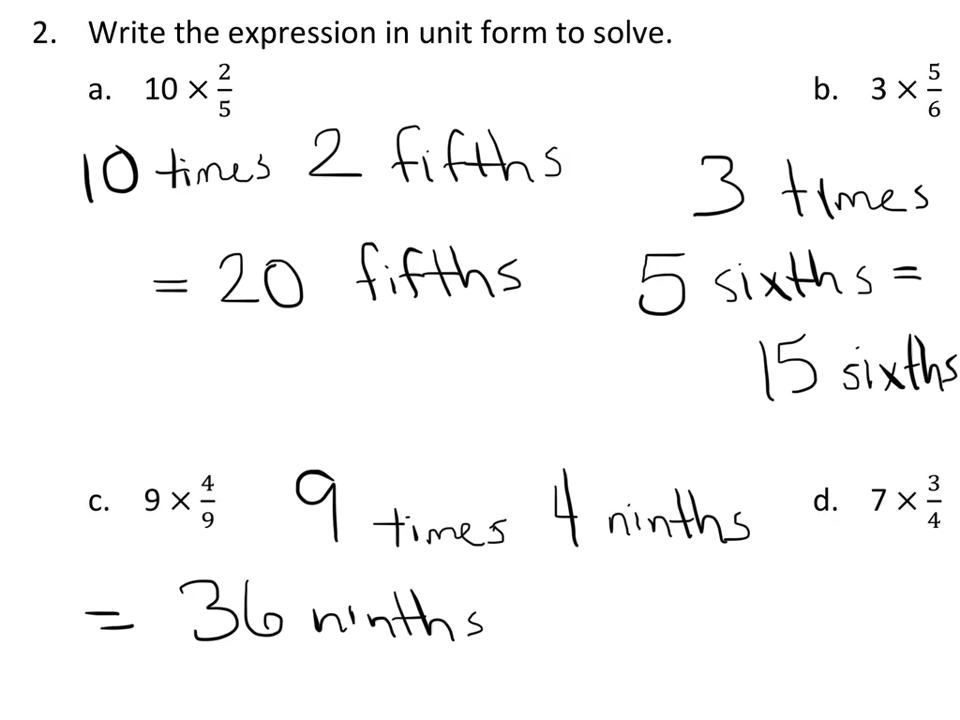 2. Write the expression in unit form to solve.
a. 10 × 2/5
b. 3 × 5/6
10 times 2 fifths
= 20 fifths
3 times
5 sixths =
15 sixths
c. 9 × 4/9
9 times 4 ninths
= 36 ninths
d. 7 × 3/4